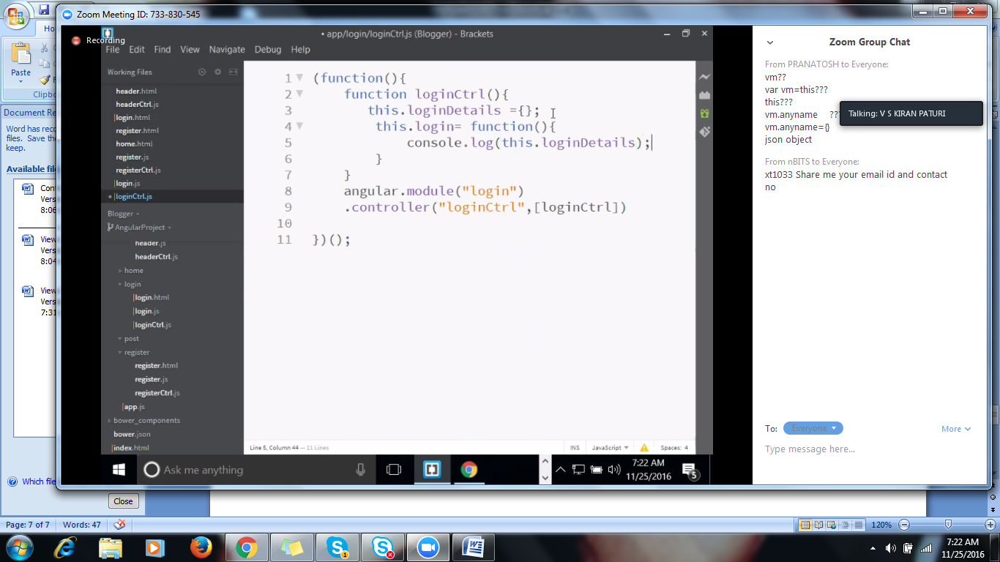 Zoom Meeting ID: 733-830-545
Recording
• app/login/loginCtrl.js (Blogger) - Brackets
File Edit Find View Navigate Debug Help
Working Files
header.html
headerCtrl.js
login.html
register.html
home.html
register.js
registerCtrl.js
login.js
loginCtrl.js
Blogger
AngularProject
header.js
headerCtrl.js
home
login
login.html
login.js
loginCtrl.js
post
register
register.html
register.js
registerCtrl.js
app.js
bower_components
bower.json
index.html
1 (function(){
2 function loginCtrl(){
3 this.loginDetails ={};
4 this.login= function(){
5 console.log(this.loginDetails);
6 }
7 }
8 angular.module("login")
9 .controller("loginCtrl",[loginCtrl])
10
11 })();
Line 5, Column 44 — 11 Lines
INS JavaScript Spaces: 4
Ask me anything
7:22 AM
11/25/2016
5
Zoom Group Chat
From PRANATOSH to Everyone:
vm??
var vm=this???
this???
vm.anyname ??
vm.anyname={}
json object
Talking: V S KIRAN PATURI
From nBITS to Everyone:
xt1033 Share me your email id and contact
no
To: Everyone
More
Type message here...
Ho
Paste
Clipb
Document Re
Word has rec
files. Save the
keep.
Available file
Con
Vers
8:06
View
Vers
8:04
View
Vers
7:31
Which file
Close
Page: 7 of 7 Words: 47
120%
1
7:22 AM
11/25/2016